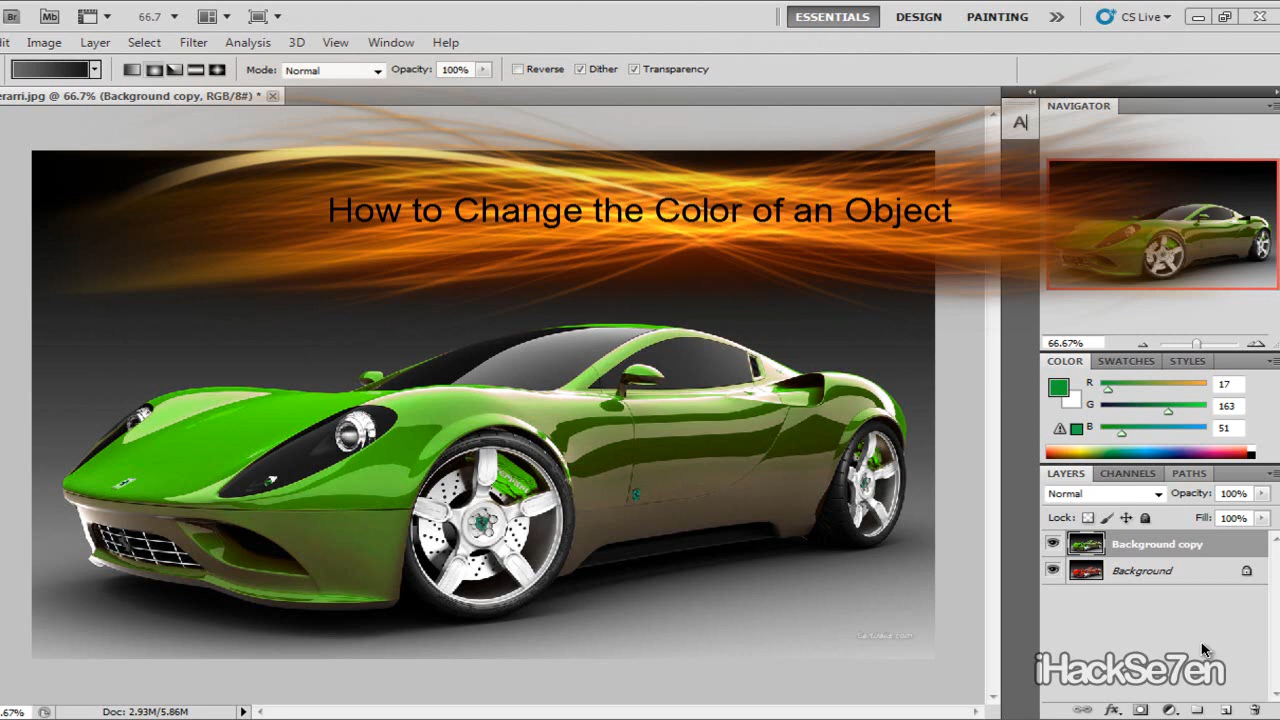 Br Mb 66.7 ESSENTIALS DESIGN PAINTING CS Live
it Image Layer Select Filter Analysis 3D View Window Help
Mode: Normal Opacity: 100% Reverse Dither Transparency
erarri.jpg @ 66.7% (Background copy, RGB/8#) *
A
NAVIGATOR
How to Change the Color of an Object
66.67%
COLOR SWATCHES STYLES
R 17
G 163
B 51
LAYERS CHANNELS PATHS
Normal Opacity: 100%
Lock: Fill: 100%
Background copy
Background
iHackSe7en
.67% Doc: 2.93M/5.86M